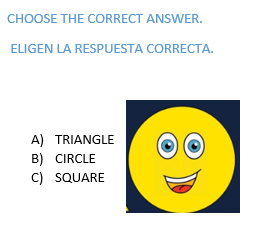 CHOOSE THE CORRECT ANSWER.
ELIGEN LA RESPUESTA CORRECTA.
A) TRIANGLE
B) CIRCLE
C) SQUARE